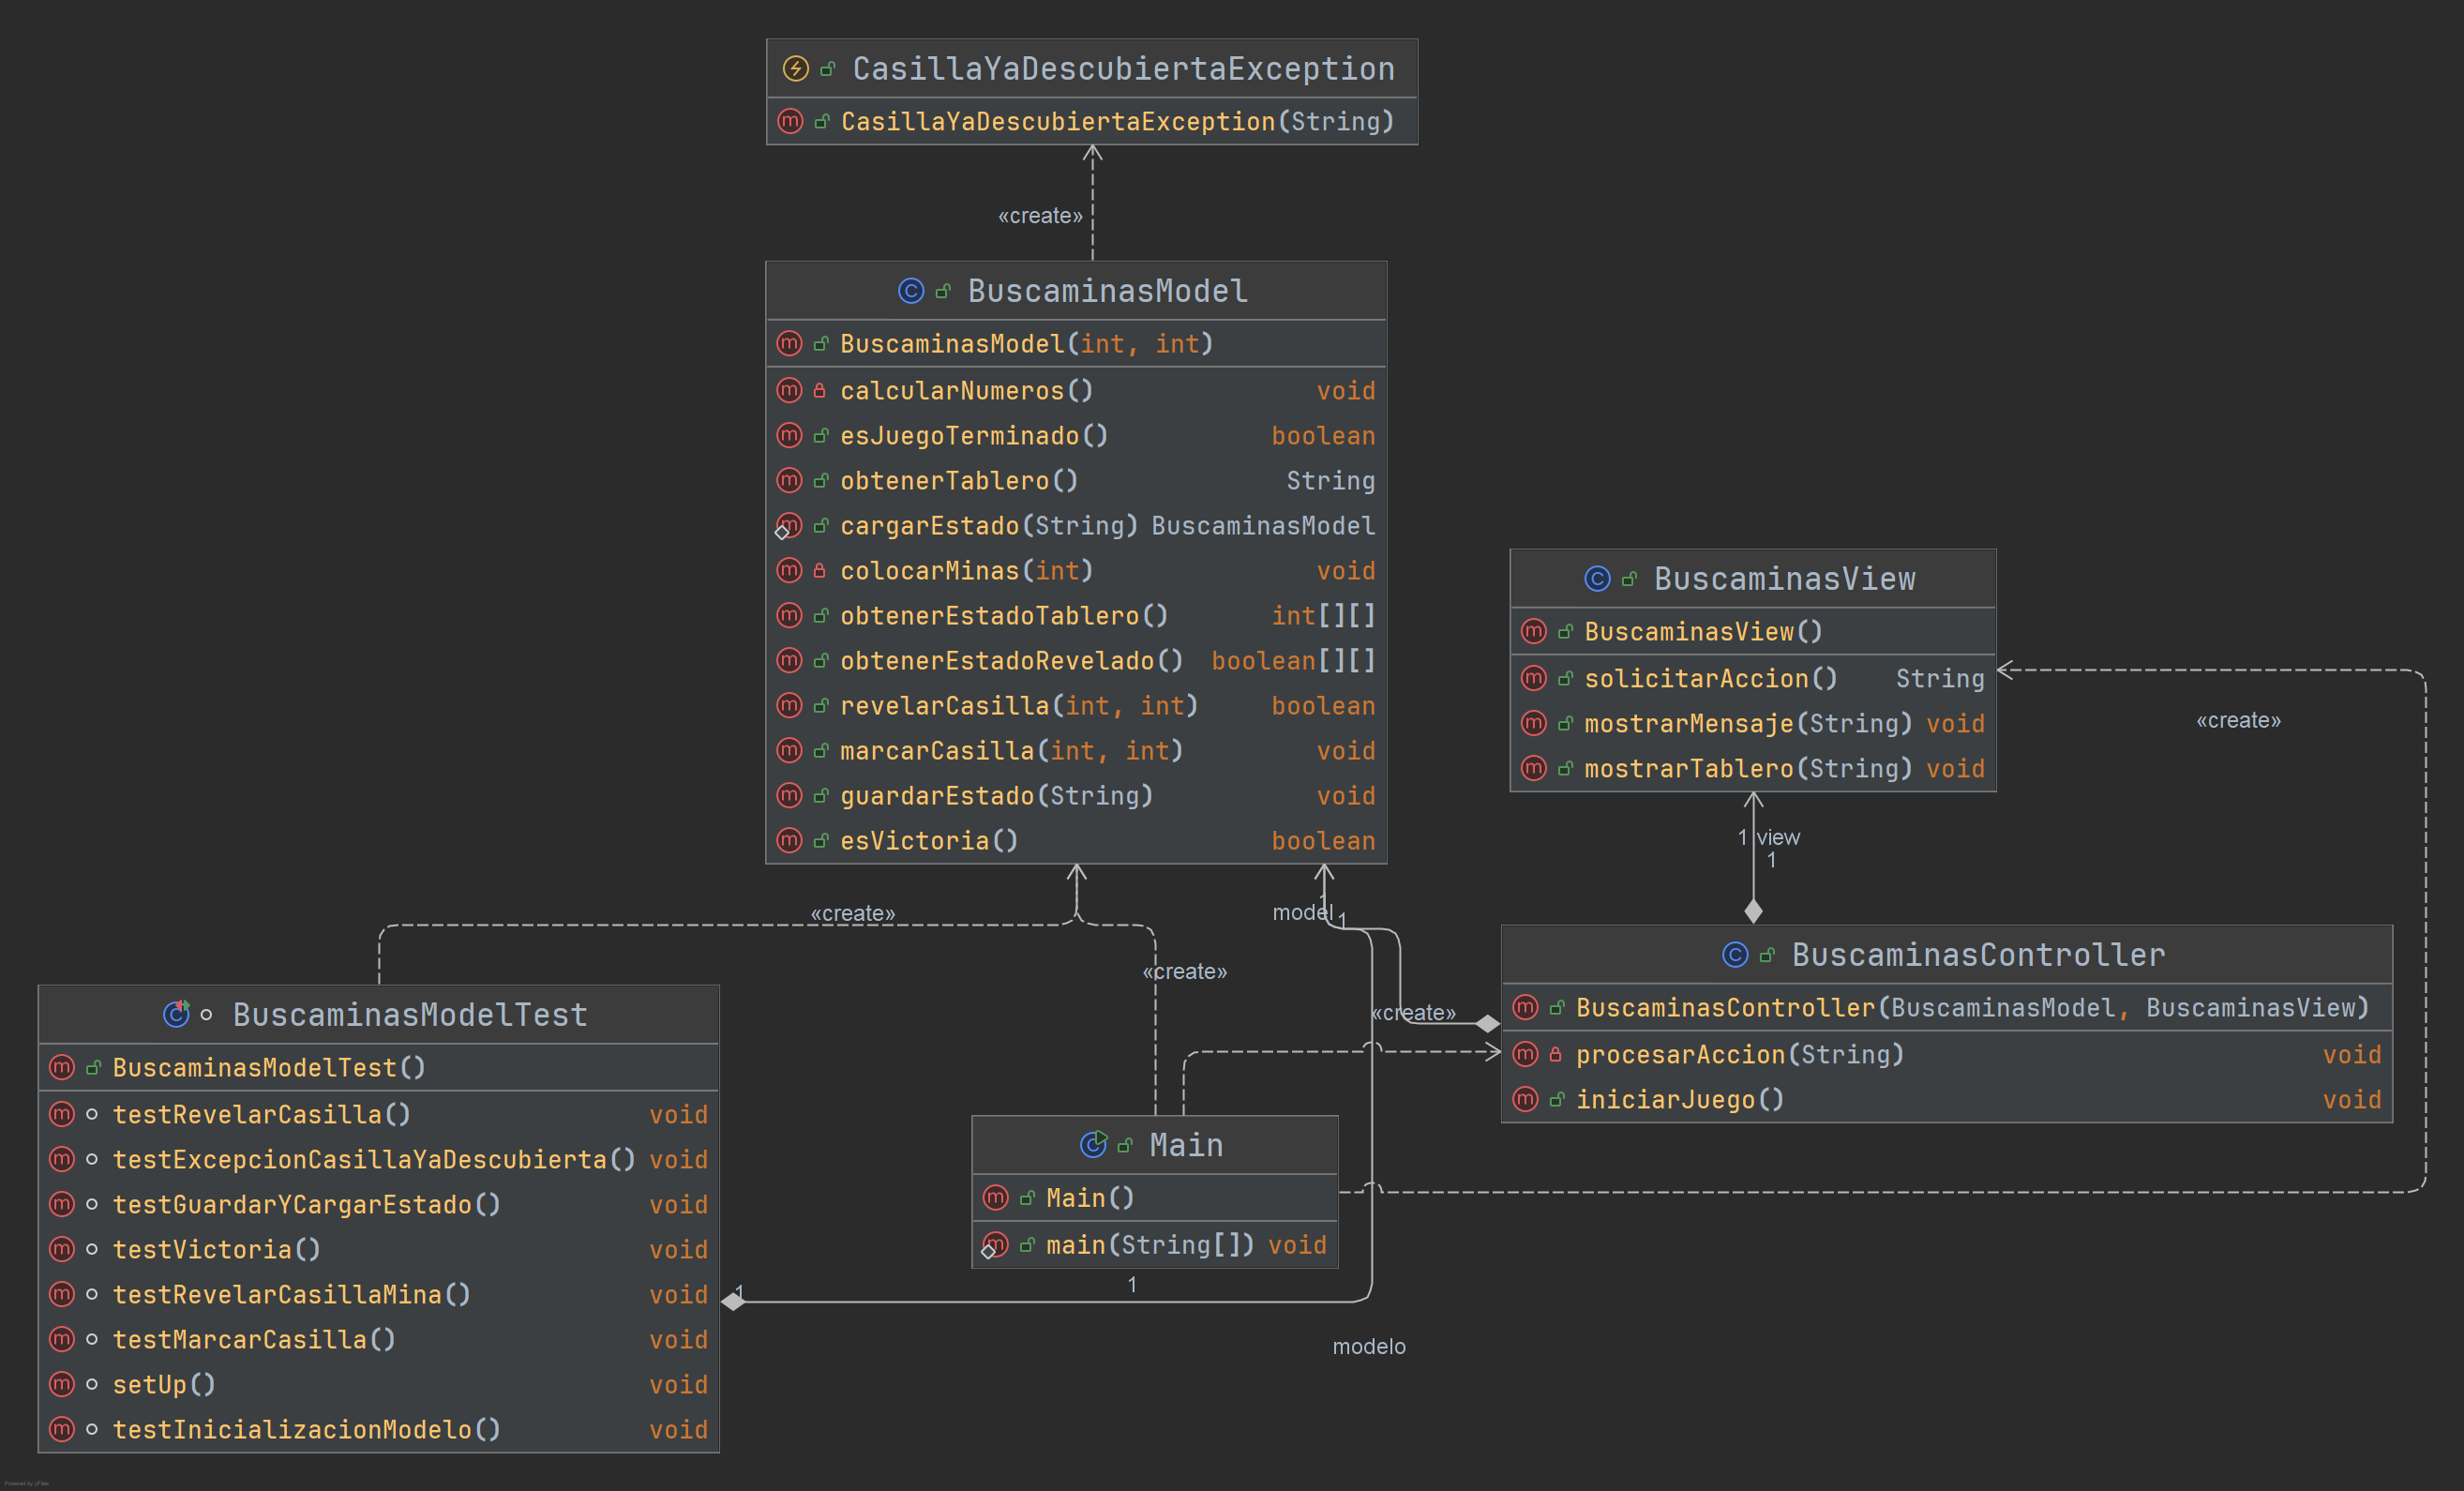 CasillaYaDescubiertaException
CasillaYaDescubiertaException(String)
«create»
BuscaminasModel
BuscaminasModel(int, int)
calcularNumeros() void
esJuegoTerminado() boolean
obtenerTablero() String
cargarEstado(String) BuscaminasModel
colocarMinas(int) void
obtenerEstadoTablero() int[][]
obtenerEstadoRevelado() boolean[][]
revelarCasilla(int, int) boolean
marcarCasilla(int, int) void
guardarEstado(String) void
esVictoria() boolean
BuscaminasView
BuscaminasView()
solicitarAccion() String
mostrarMensaje(String) void
mostrarTablero(String) void
«create»
1 view
1
«create»
1
model 1
«create»
«create»
BuscaminasController
BuscaminasController(BuscaminasModel, BuscaminasView)
procesarAccion(String) void
iniciarJuego() void
BuscaminasModelTest
BuscaminasModelTest()
testRevelarCasilla() void
testExcepcionCasillaYaDescubierta() void
testGuardarYCargarEstado() void
testVictoria() void
testRevelarCasillaMina() void
testMarcarCasilla() void
setUp() void
testInicializacionModelo() void
Main
Main()
main(String[]) void
1
1
modelo
Powered by yFiles